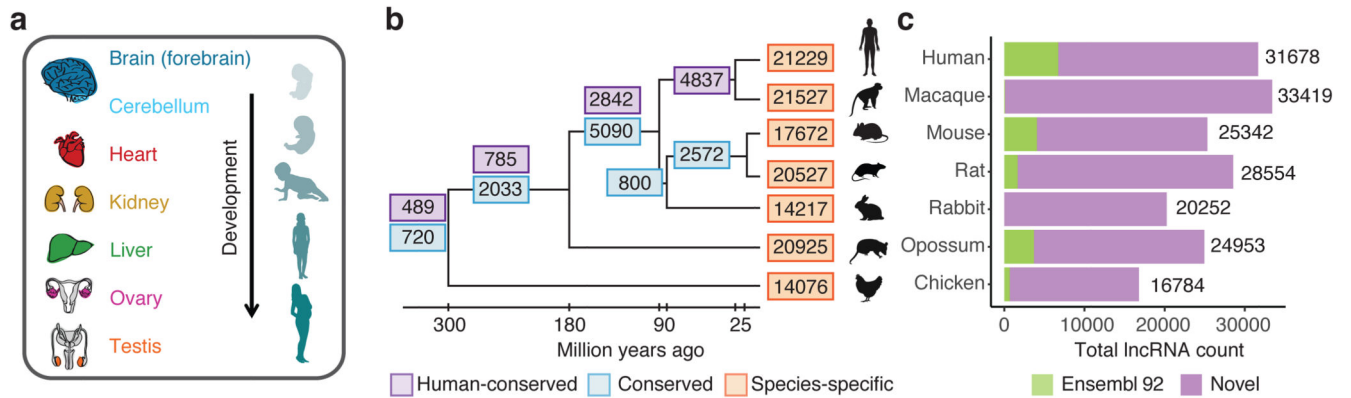 a
Brain (forebrain)
Cerebellum
Heart
Kidney
Liver
Ovary
Testis
Development
b
489
720
785
2033
2842
5090
800
4837
2572
21229
21527
17672
20527
14217
20925
14076
300 180 90 25
Million years ago
Human-conserved Conserved Species-specific
c
Human 31678
Macaque 33419
Mouse 25342
Rat 28554
Rabbit 20252
Opossum 24953
Chicken 16784
0 10000 20000 30000
Total lncRNA count
Ensembl 92 Novel